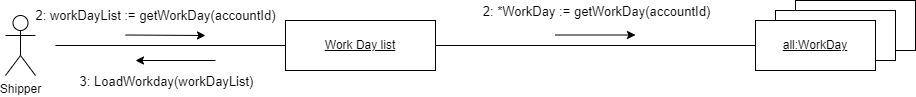 2: workDayList := getWorkDay(accountId)
2: *WorkDay := getWorkDay(accountId)
Work Day list
all:WorkDay
3: LoadWorkday(workDayList)
Shipper